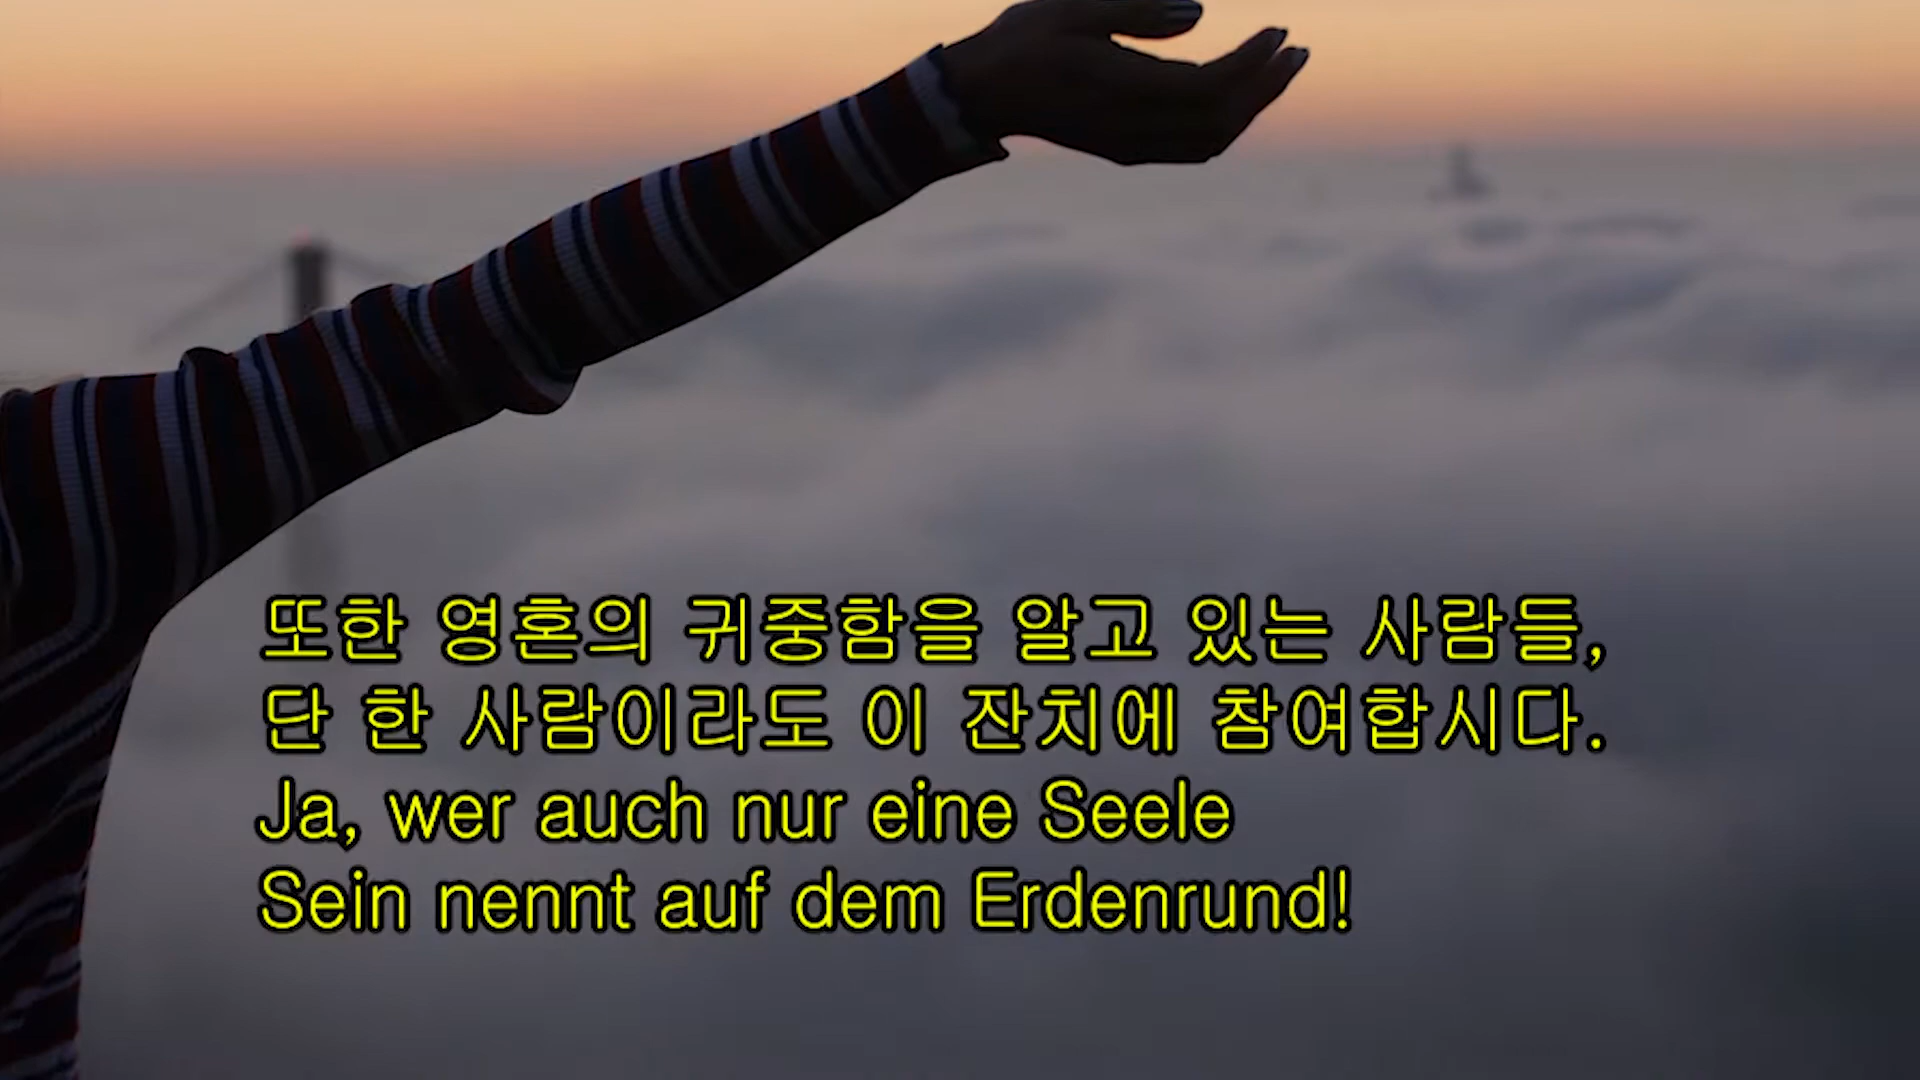 또한 영혼의 귀중함을 알고 있는 사람들,
단 한 사람이라도 이 잔치에 참여합시다.
Ja, wer auch nur eine Seele
Sein nennt auf dem Erdenrund!